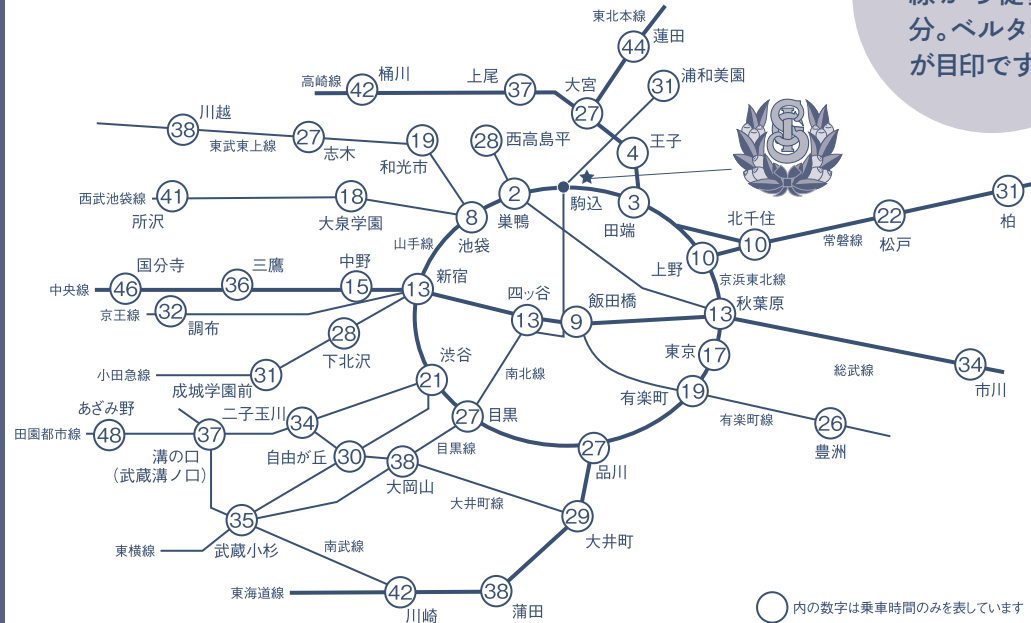 東北本線
44
蓮田
線から徒
分。ベルタ
が目印です
高崎線
42
桶川
上尾
37
大宮
27
31
浦和美園
川越
38
東武東上線
27
志木
19
和光市
28
西高島平
4
王子
西武池袋線
41
所沢
18
大泉学園
8
池袋
2
巣鴨
駒込
3
田端
北千住
10
常磐線
22
松戸
31
柏
山手線
上野
10
京浜東北線
中央線
国分寺
46
三鷹
36
中野
15
新宿
13
四ッ谷
13
飯田橋
9
秋葉原
13
京王線
32
調布
28
下北沢
東京
17
総武線
34
市川
小田急線
成城学園前
31
渋谷
21
南北線
有楽町
19
有楽町線
26
豊洲
あざみ野
田園都市線
48
37
溝の口
(武蔵溝ノ口)
二子玉川
34
自由が丘
30
27
目黒
目黒線
38
大岡山
27
品川
大井町線
29
大井町
35
武蔵小杉
東横線
南武線
東海道線
42
川崎
38
蒲田
内の数字は乗車時間のみを表しています